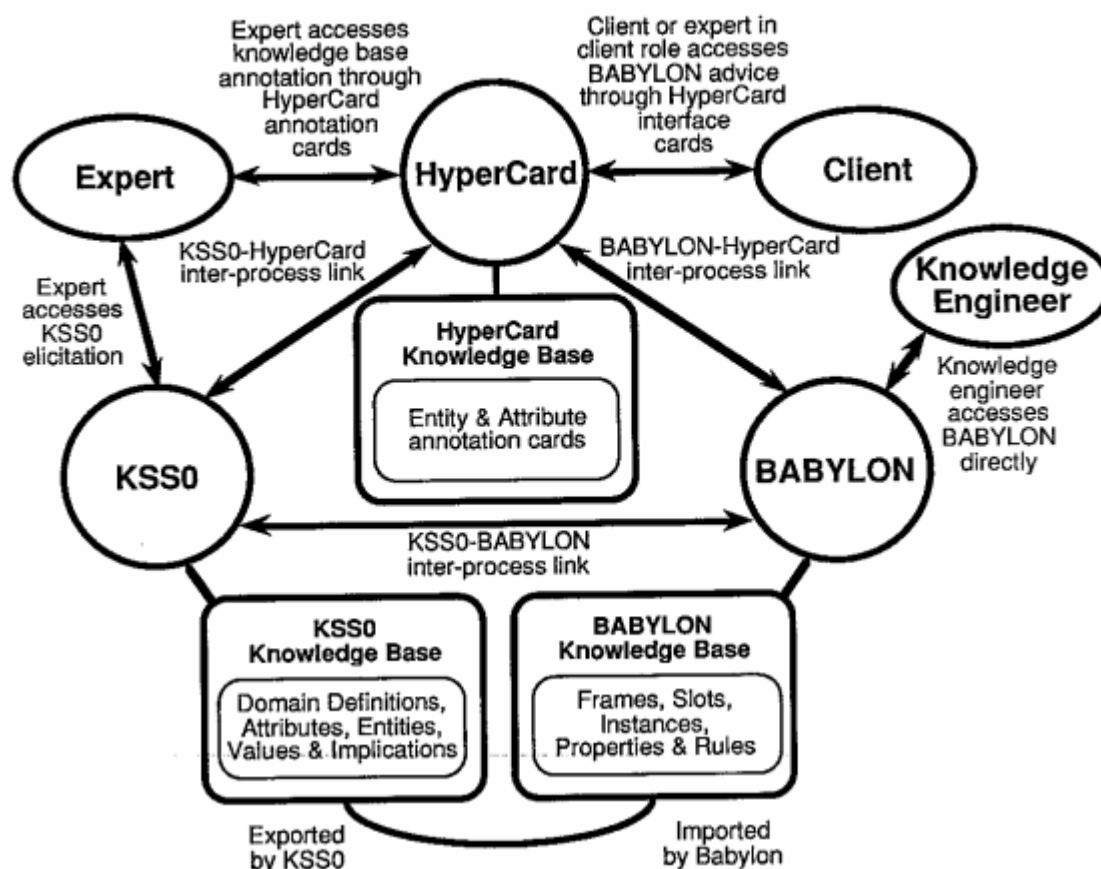 Expert accesses
knowledge base
annotation through
HyperCard
annotation
cards
Client or expert in
client role accesses
BABYLON advice
through HyperCard
interface
cards
Expert
HyperCard
Client
KSS0-HyperCard
inter-process link
BABYLON-HyperCard
inter-process link
Knowledge
Engineer
Expert
accesses
KSS0
elicitation
HyperCard
Knowledge Base
Entity & Attribute
annotation cards
Knowledge
engineer
accesses
BABYLON
directly
KSS0
BABYLON
KSS0-BABYLON
inter-process link
KSS0
Knowledge Base
Domain Definitions,
Attributes, Entities,
Values & Implications
BABYLON
Knowledge Base
Frames, Slots,
Instances,
Properties & Rules
Exported
by KSS0
Imported
by Babylon